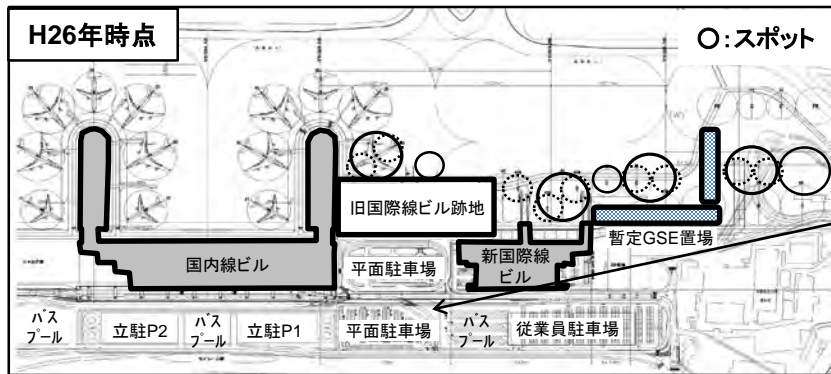 H26年時点
○:スポット
旧国際線ビル跡地
暫定GSE置場
国内線ビル
平面駐車場
新国際線
ビル
バス
プール
立駐P2
バス
プール
立駐P1
平面駐車場
バス
プール
従業員駐車場